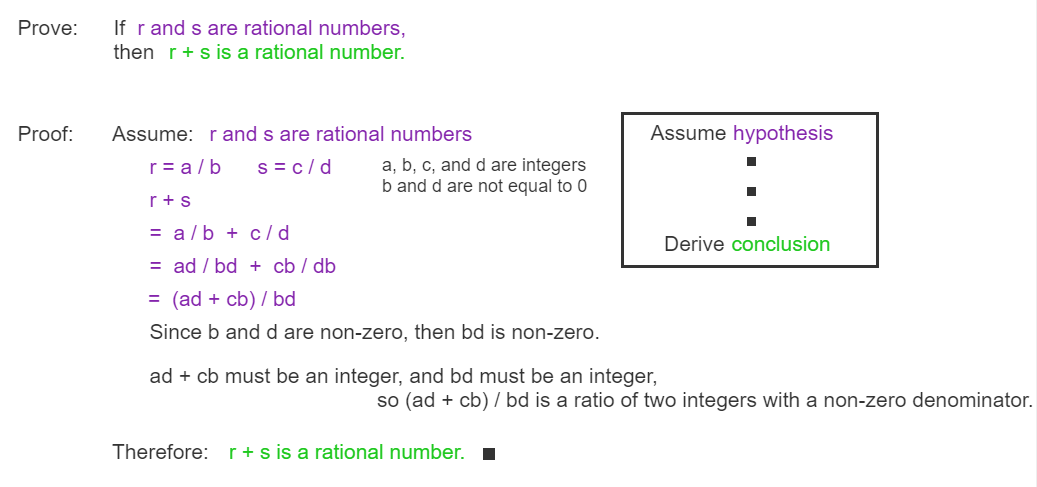 Prove: If r and s are rational numbers,
then r + s is a rational number.
Proof: Assume: r and s are rational numbers
r = a / b s = c / d
a, b, c, and d are integers
b and d are not equal to 0
r + s
= a / b + c / d
= ad / bd + cb / db
= (ad + cb) / bd
Since b and d are non-zero, then bd is non-zero.
ad + cb must be an integer, and bd must be an integer,
so (ad + cb) / bd is a ratio of two integers with a non-zero denominator.
Therefore: r + s is a rational number. ■
Assume hypothesis
Derive conclusion